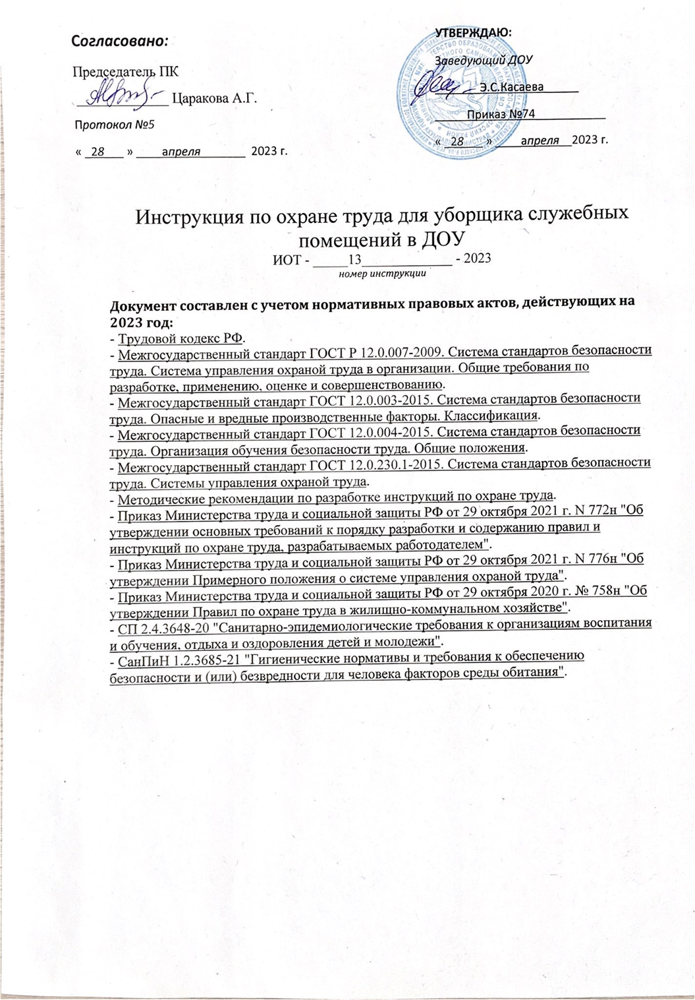 Согласовано:
Председатель ПК
____________ Царакова А.Г.
Протокол №5
« _28___ » ____апреля_______ 2023 г.
УТВЕРЖДАЮ:
Заведующий ДОУ
_______Э.С.Касаева_____
_____Приказ №74___________
« _28___ » ____апреля__2023 г.
Инструкция по охране труда для уборщика служебных
помещений в ДОУ
ИОТ - _____13_____________ - 2023
номер инструкции
Документ составлен с учетом нормативных правовых актов, действующих на
2023 год:
- Трудовой кодекс РФ.
- Межгосударственный стандарт ГОСТ Р 12.0.007-2009. Система стандартов безопасности
труда. Система управления охраной труда в организации. Общие требования по
разработке, применению, оценке и совершенствованию.
- Межгосударственный стандарт ГОСТ 12.0.003-2015. Система стандартов безопасности
труда. Опасные и вредные производственные факторы. Классификация.
- Межгосударственный стандарт ГОСТ 12.0.004-2015. Система стандартов безопасности
труда. Организация обучения безопасности труда. Общие положения.
- Межгосударственный стандарт ГОСТ 12.0.230.1-2015. Система стандартов безопасности
труда. Системы управления охраной труда.
- Методические рекомендации по разработке инструкций по охране труда.
- Приказ Министерства труда и социальной защиты РФ от 29 октября 2021 г. N 772н "Об
утверждении основных требований к порядку разработки и содержанию правил и
инструкций по охране труда, разрабатываемых работодателем".
- Приказ Министерства труда и социальной защиты РФ от 29 октября 2021 г. N 776н "Об
утверждении Примерного положения о системе управления охраной труда".
- Приказ Министерства труда и социальной защиты РФ от 29 октября 2020 г. № 758н "Об
утверждении Правил по охране труда в жилищно-коммунальном хозяйстве".
- СП 2.4.3648-20 "Санитарно-эпидемиологические требования к организациям воспитания
и обучения, отдыха и оздоровления детей и молодежи".
- СанПиН 1.2.3685-21 "Гигиенические нормативы и требования к обеспечению
безопасности и (или) безвредности для человека факторов среды обитания".